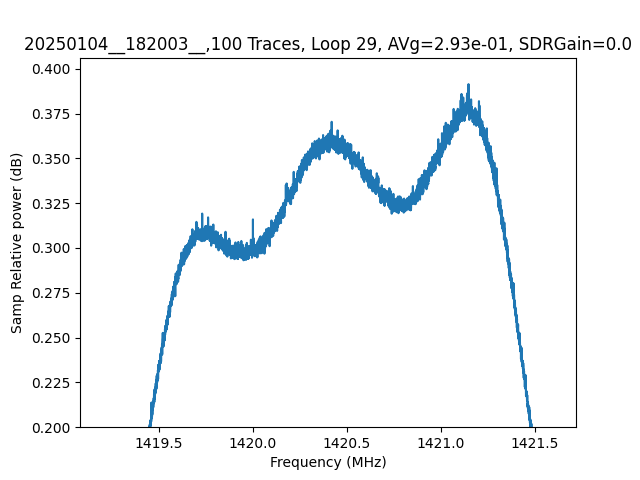 20250104__182003__,100 Traces, Loop 29, AVg=2.93e-01, SDRGain=0.0
0.400
0.375
0.350
0.325
0.300
0.275
0.250
0.225
0.200
Samp Relative power (dB)
1419.5 1420.0 1420.5 1421.0 1421.5
Frequency (MHz)